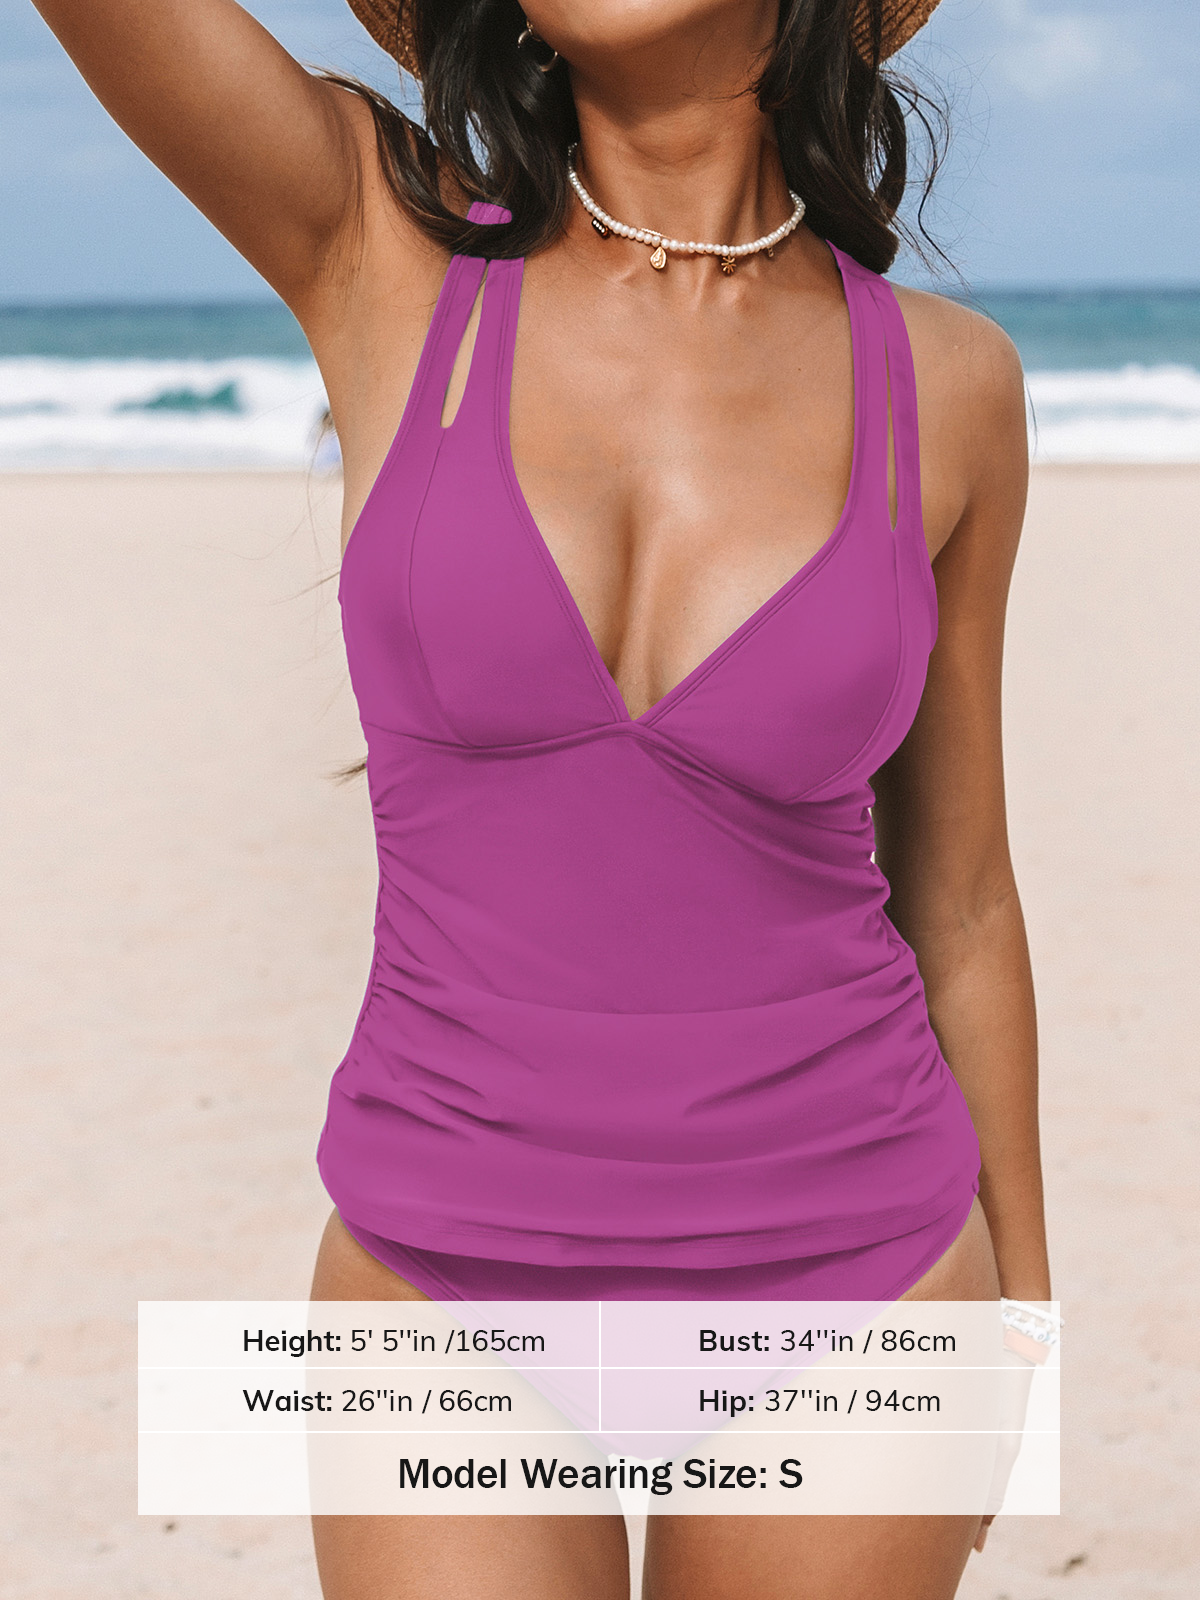 Height: 5' 5''in /165cm
Bust: 34''in / 86cm
Waist: 26''in / 66cm
Hip: 37''in / 94cm
Model Wearing Size: S